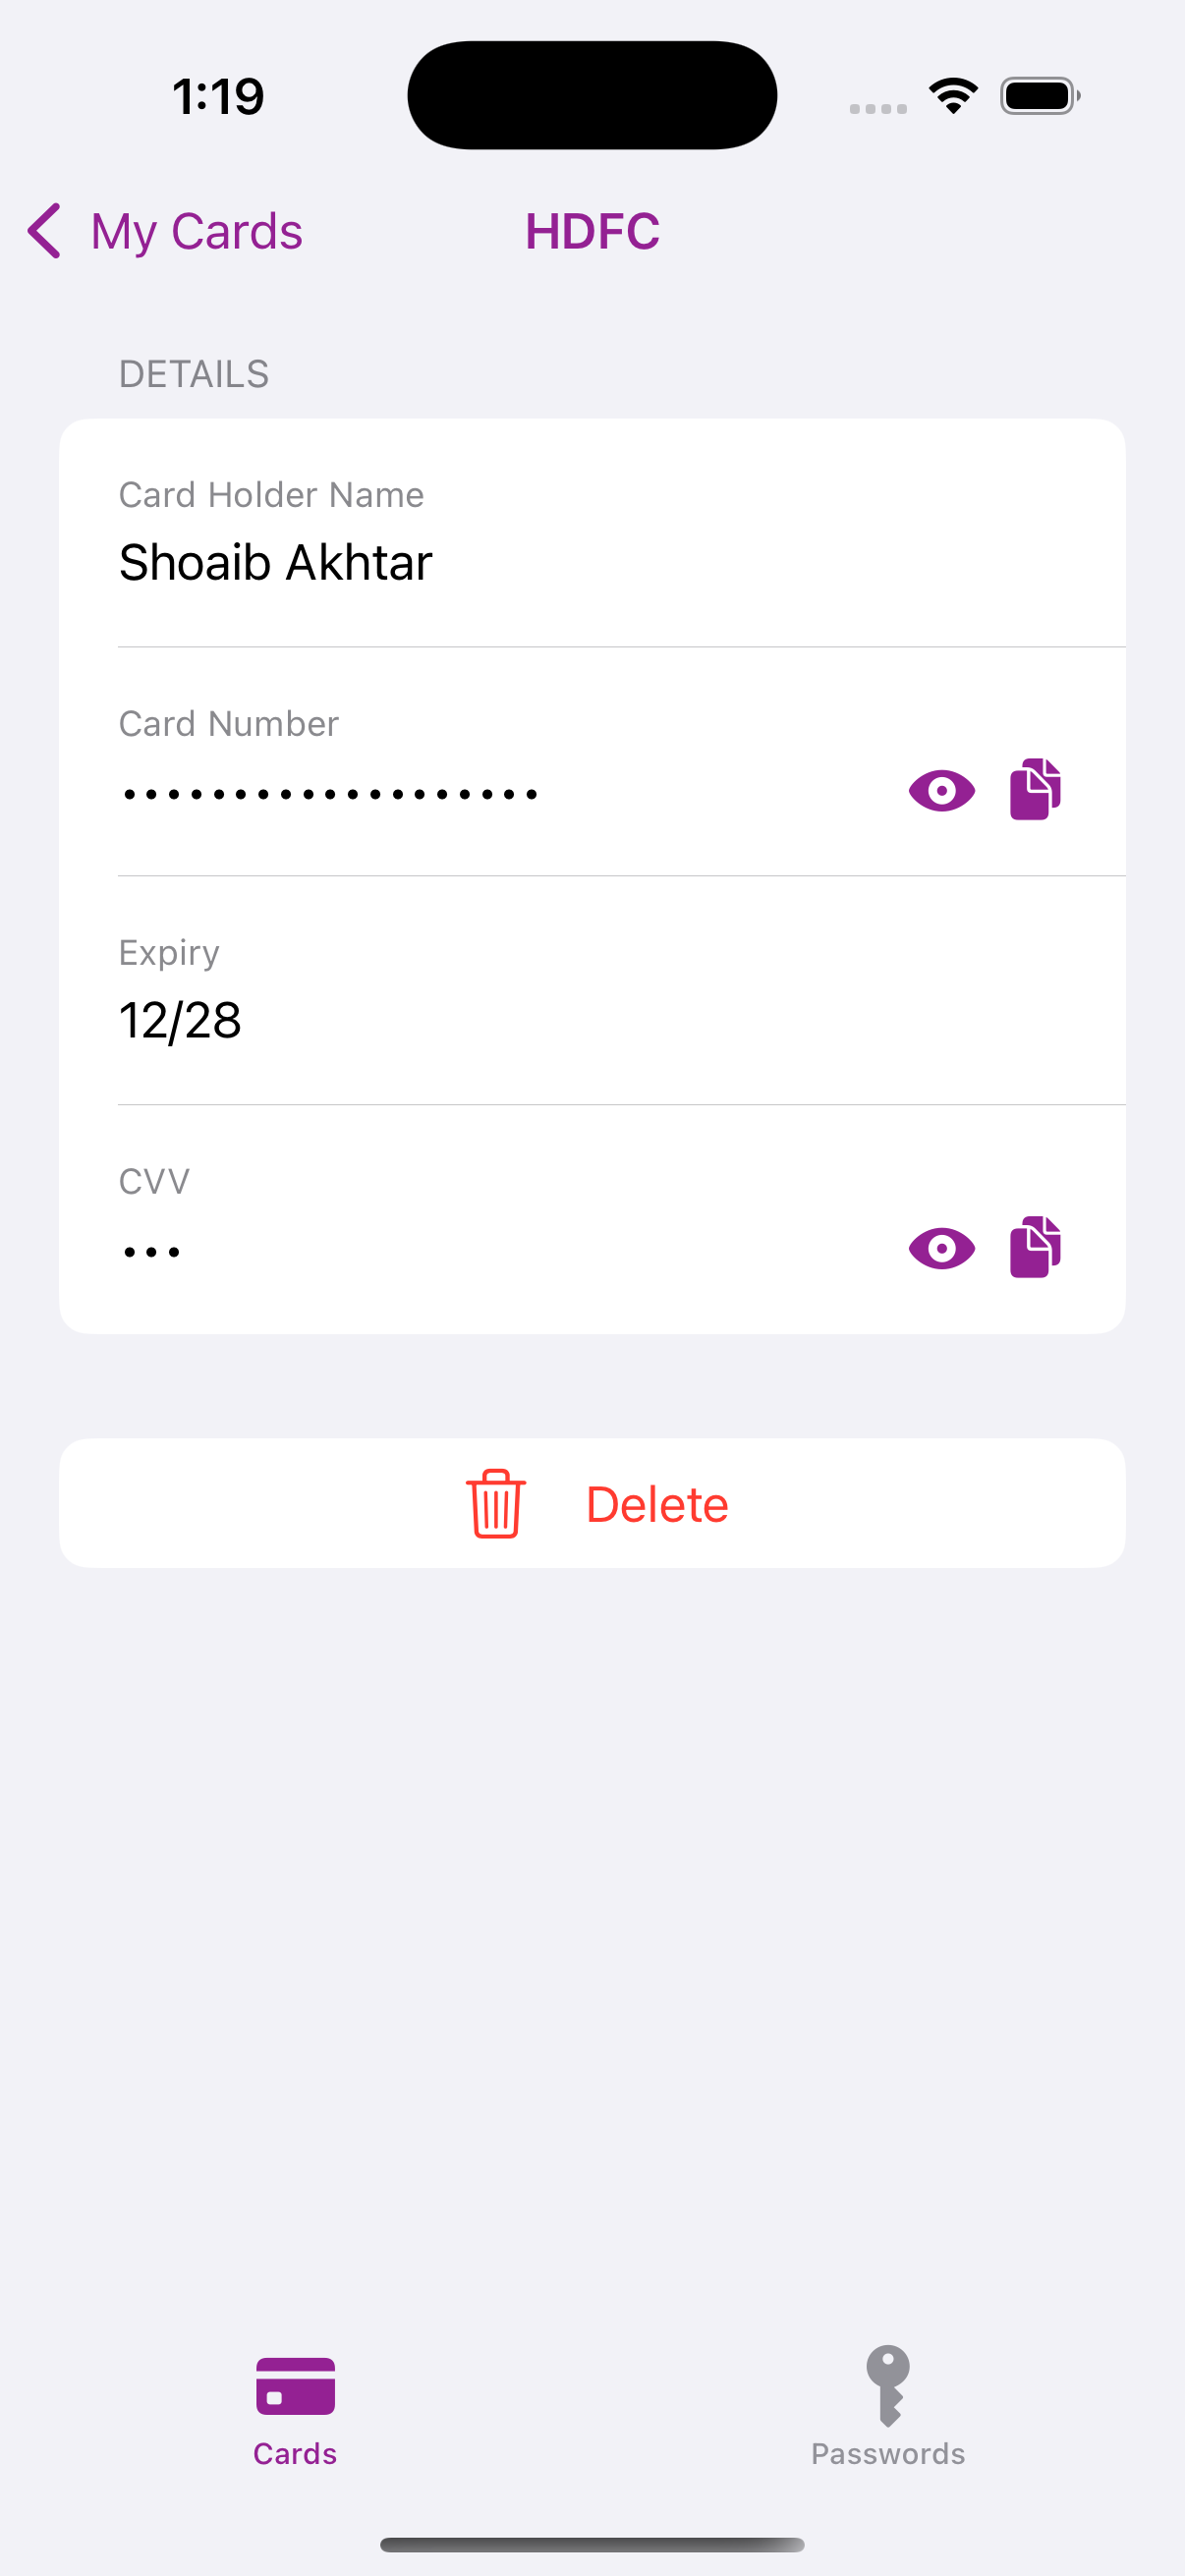 1:19
My Cards
HDFC
DETAILS
Card Holder Name
Shoaib Akhtar
Card Number
•••••••••••••••••••
Expiry
12/28
CVV
•••
Delete
Cards
Passwords